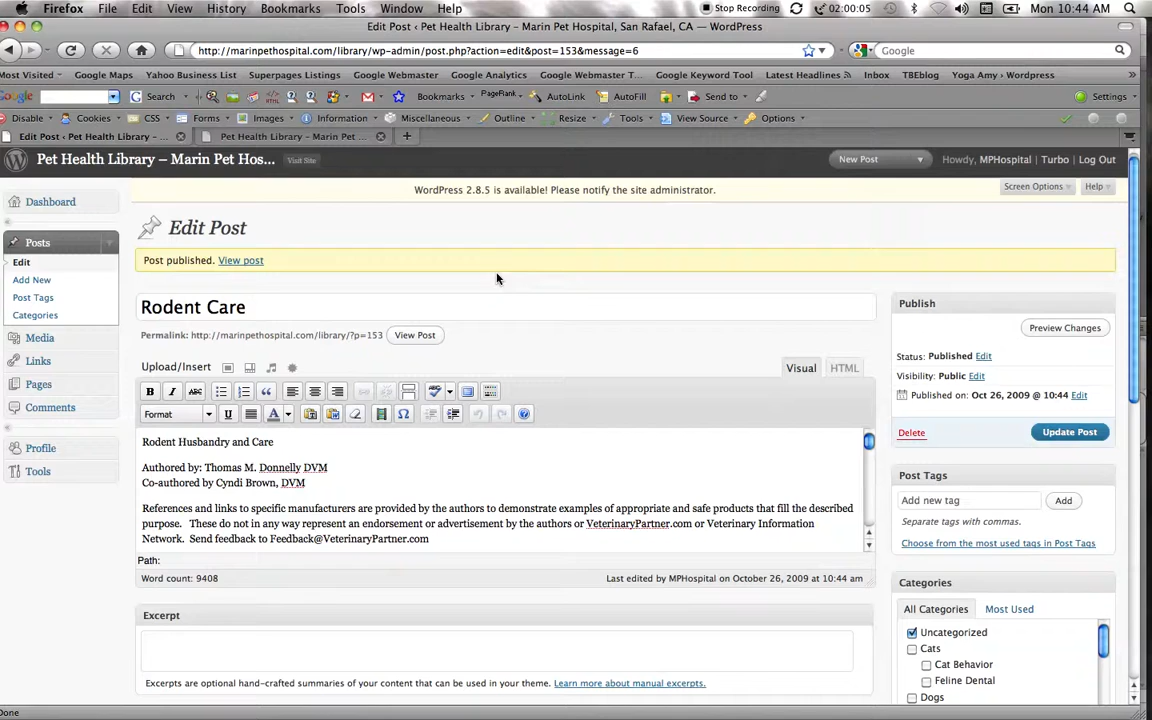 Firefox File Edit View History Bookmarks Tools Window Help Stop Recording 02:00:05 Mon 10:44 AM
Edit Post ‹ Pet Health Library — Marin Pet Hospital, San Rafael, CA — WordPress
http://marinpethospital.com/library/wp-admin/post.php?action=edit&post=153&message=6 Google
Most Visited Google Maps Yahoo Business List Superpages Listings Google Webmaster Google Analytics Google Webmaster T... Google Keyword Tool Latest Headlines Inbox TBEblog Yoga Amy › Wordpress
Google Search Bookmarks PageRank AutoLink AutoFill Send to Settings
Disable Cookies CSS Forms Images Information Miscellaneous Outline Resize Tools View Source Options
Edit Post ‹ Pet Health Library – ... Pet Health Library – Marin Pet ...
Pet Health Library – Marin Pet Hos... Visit Site New Post Howdy, MPHospital | Turbo | Log Out
WordPress 2.8.5 is available! Please notify the site administrator. Screen Options Help
Dashboard
Edit Post
Posts
Edit
Add New
Post Tags
Categories
Media
Links
Pages
Comments
Profile
Tools
Post published. View post
Rodent Care
Permalink: http://marinpethospital.com/library/?p=153 View Post
Upload/Insert Visual HTML
B I ABC
Format U A
Rodent Husbandry and Care
Authored by: Thomas M. Donnelly DVM
Co-authored by Cyndi Brown, DVM
References and links to specific manufacturers are provided by the authors to demonstrate examples of appropriate and safe products that fill the described
purpose. These do not in any way represent an endorsement or advertisement by the authors or VeterinaryPartner.com or Veterinary Information
Network. Send feedback to Feedback@VeterinaryPartner.com
Path:
Word count: 9408 Last edited by MPHospital on October 26, 2009 at 10:44 am
Excerpt
Excerpts are optional hand-crafted summaries of your content that can be used in your theme. Learn more about manual excerpts.
Publish
Preview Changes
Status: Published Edit
Visibility: Public Edit
Published on: Oct 26, 2009 @ 10:44 Edit
Delete Update Post
Post Tags
Add new tag Add
Separate tags with commas.
Choose from the most used tags in Post Tags
Categories
All Categories Most Used
Uncategorized
Cats
Cat Behavior
Feline Dental
Dogs
Done